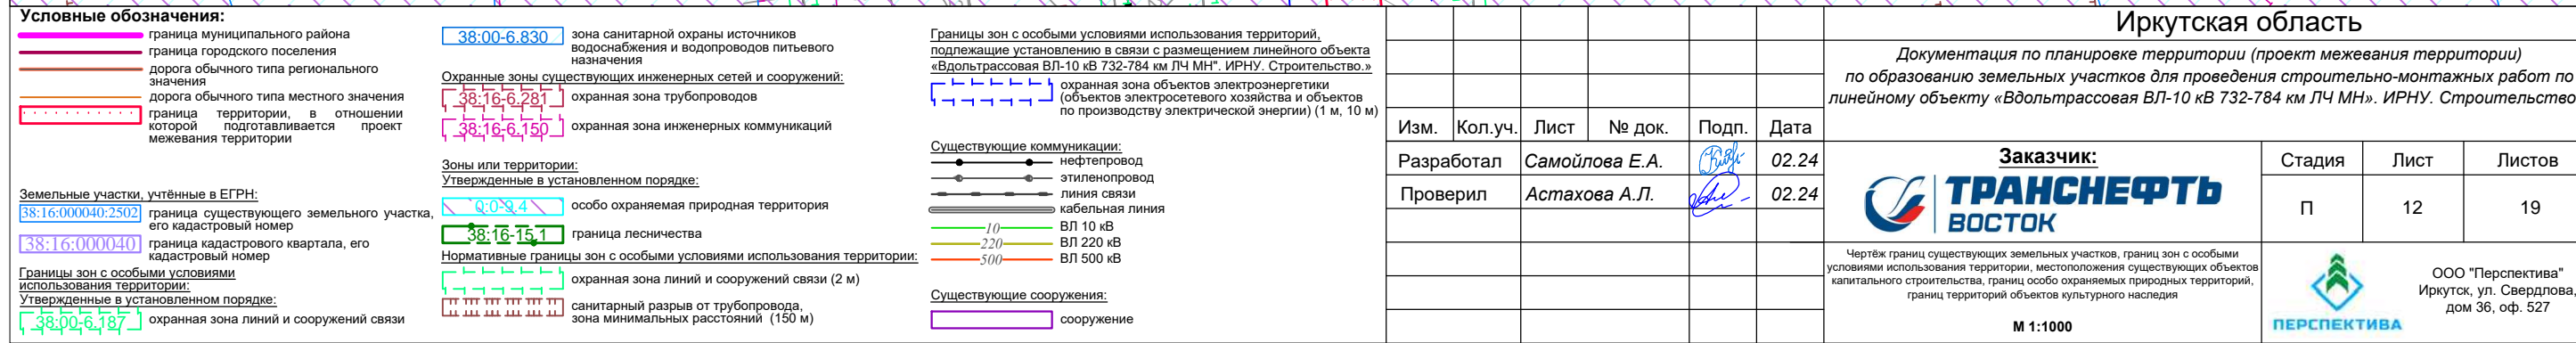 Условные обозначения:
граница муниципального района
граница городского поселения
дорога обычного типа регионального
значения
дорога обычного типа местного значения
граница территории, в отношении
которой подготавливается проект
межевания территории
Земельные участки, учтённые в ЕГРН:
38:16:000040:2502 граница существующего земельного участка,
его кадастровый номер
38:16:000040 граница кадастрового квартала, его
кадастровый номер
Границы зон с особыми условиями
использования территории:
Утвержденные в установленном порядке:
38:00-6.187 охранная зона линий и сооружений связи
38:00-6.830 зона санитарной охраны источников
водоснабжения и водопроводов питьевого
назначения
Охранные зоны существующих инженерных сетей и сооружений:
38:16-6.281 охранная зона трубопроводов
38:16-6.150 охранная зона инженерных коммуникаций
Зоны или территории:
Утвержденные в установленном порядке:
0:0-9.4 особо охраняемая природная территория
38:16-15.1 граница лесничества
Нормативные границы зон с особыми условиями использования территории:
охранная зона линий и сооружений связи (2 м)
санитарный разрыв от трубопровода,
зона минимальных расстояний (150 м)
Границы зон с особыми условиями использования территорий,
подлежащие установлению в связи с размещением линейного объекта
«Вдольтрассовая ВЛ-10 кВ 732-784 км ЛЧ МН". ИРНУ. Строительство.»
охранная зона объектов электроэнергетики
(объектов электросетевого хозяйства и объектов
по производству электрической энергии) (1 м, 10 м)
Существующие коммуникации:
нефтепровод
этиленопровод
линия связи
кабельная линия
10 ВЛ 10 кВ
220 ВЛ 220 кВ
500 ВЛ 500 кВ
Существующие сооружения:
сооружение
Изм. Кол.уч. Лист № док. Подп. Дата
Разработал Самойлова Е.А. 02.24
Проверил Астахова А.Л. 02.24
Иркутская область
Документация по планировке территории (проект межевания территории)
по образованию земельных участков для проведения строительно-монтажных работ по
линейному объекту «Вдольтрассовая ВЛ-10 кВ 732-784 км ЛЧ МН». ИРНУ. Строительство
Заказчик:
ТРАНСНЕФТЬ
ВОСТОК
Стадия Лист Листов
П 12 19
Чертёж границ существующих земельных участков, границ зон с особыми
условиями использования территории, местоположения существующих объектов
капитального строительства, границ особо охраняемых природных территорий,
границ территорий объектов культурного наследия
М 1:1000
ПЕРСПЕКТИВА
ООО "Перспектива"
Иркутск, ул. Свердлова,
дом 36, оф. 527